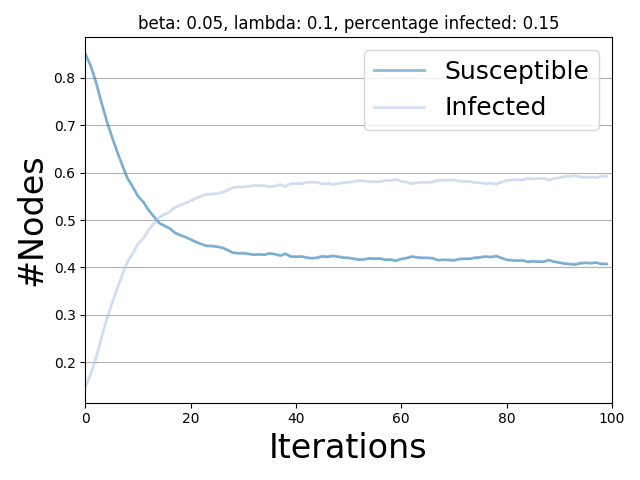 beta: 0.05, lambda: 0.1, percentage infected: 0.15
Susceptible
Infected
#Nodes
0.8
0.7
0.6
0.5
0.4
0.3
0.2
0 20 40 60 80 100
Iterations